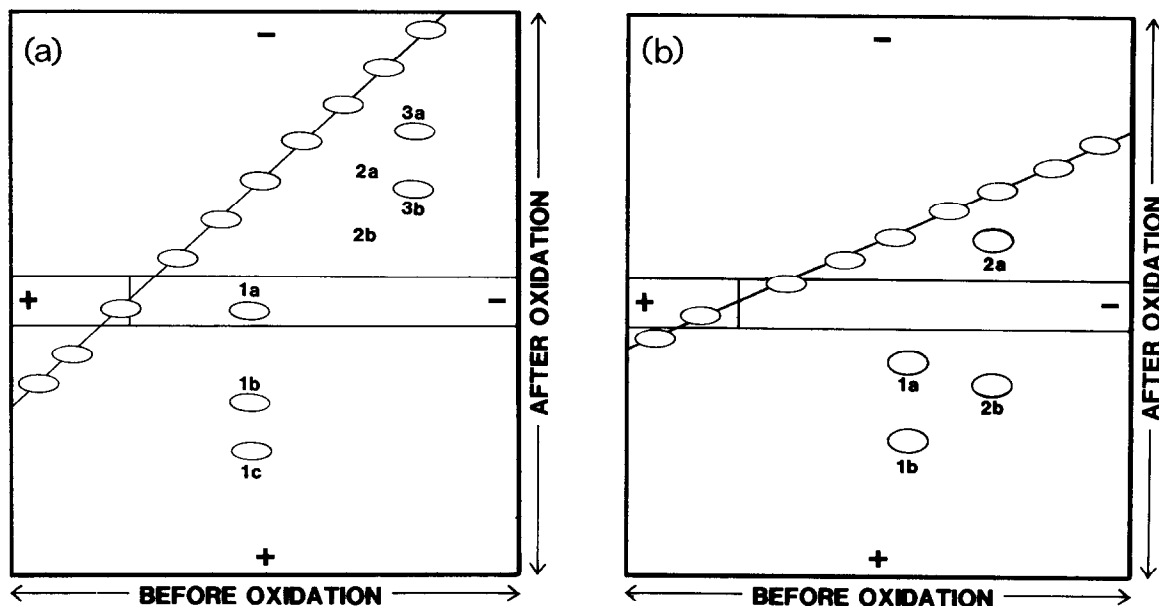 (a)
−
3a
2a
3b
2b
+
1a
−
1b
1c
+
BEFORE OXIDATION
AFTER OXIDATION
(b)
−
2a
+
−
1a
2b
1b
+
BEFORE OXIDATION
AFTER OXIDATION